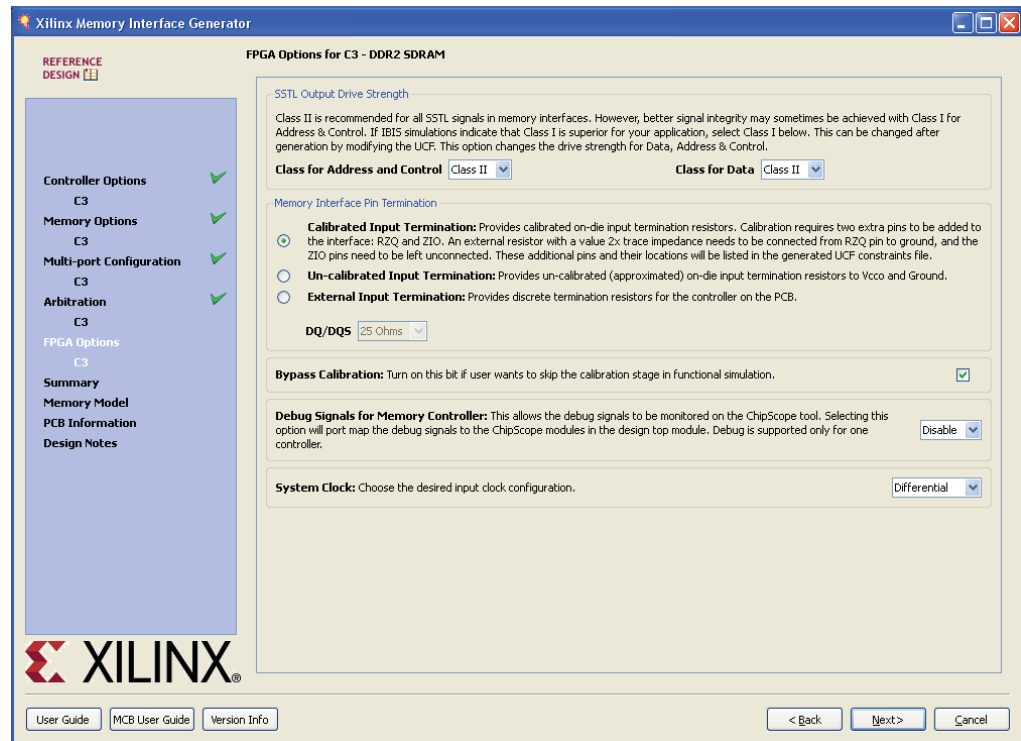 Xilinx Memory Interface Generator
REFERENCE
DESIGN
Controller Options
C3
Memory Options
C3
Multi-port Configuration
C3
Arbitration
C3
FPGA Options
C3
Summary
Memory Model
PCB Information
Design Notes
XILINX®
FPGA Options for C3 - DDR2 SDRAM
SSTL Output Drive Strength
Class II is recommended for all SSTL signals in memory interfaces. However, better signal integrity may sometimes be achieved with Class I for
Address & Control. If IBIS simulations indicate that Class I is superior for your application, select Class I below. This can be changed after
generation by modifying the UCF. This option changes the drive strength for Data, Address & Control.
Class for Address and Control Class II Class for Data Class II
Memory Interface Pin Termination
Calibrated Input Termination: Provides calibrated on-die input termination resistors. Calibration requires two extra pins to be added to
the interface: RZQ and ZIO. An external resistor with a value 2x trace impedance needs to be connected from RZQ pin to ground, and the
ZIO pins need to be left unconnected. These additional pins and their locations will be listed in the generated UCF constraints file.
Un-calibrated Input Termination: Provides un-calibrated (approximated) on-die input termination resistors to Vcco and Ground.
External Input Termination: Provides discrete termination resistors for the controller on the PCB.
DQ/DQS 25 Ohms
Bypass Calibration: Turn on this bit if user wants to skip the calibration stage in functional simulation.
Debug Signals for Memory Controller: This allows the debug signals to be monitored on the ChipScope tool. Selecting this
option will port map the debug signals to the ChipScope modules in the design top module. Debug is supported only for one
controller.
Disable
System Clock: Choose the desired input clock configuration. Differential
User Guide MCB User Guide Version Info < Back Next> Cancel